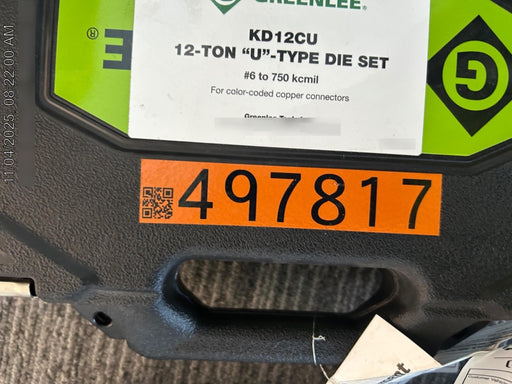 GREENLEE®
KD12CU
12-TON “U”-TYPE DIE SET
#6 to 750 kcmil
For color-coded copper connectors
G
497817
11/04/2025 08:22:00 AM